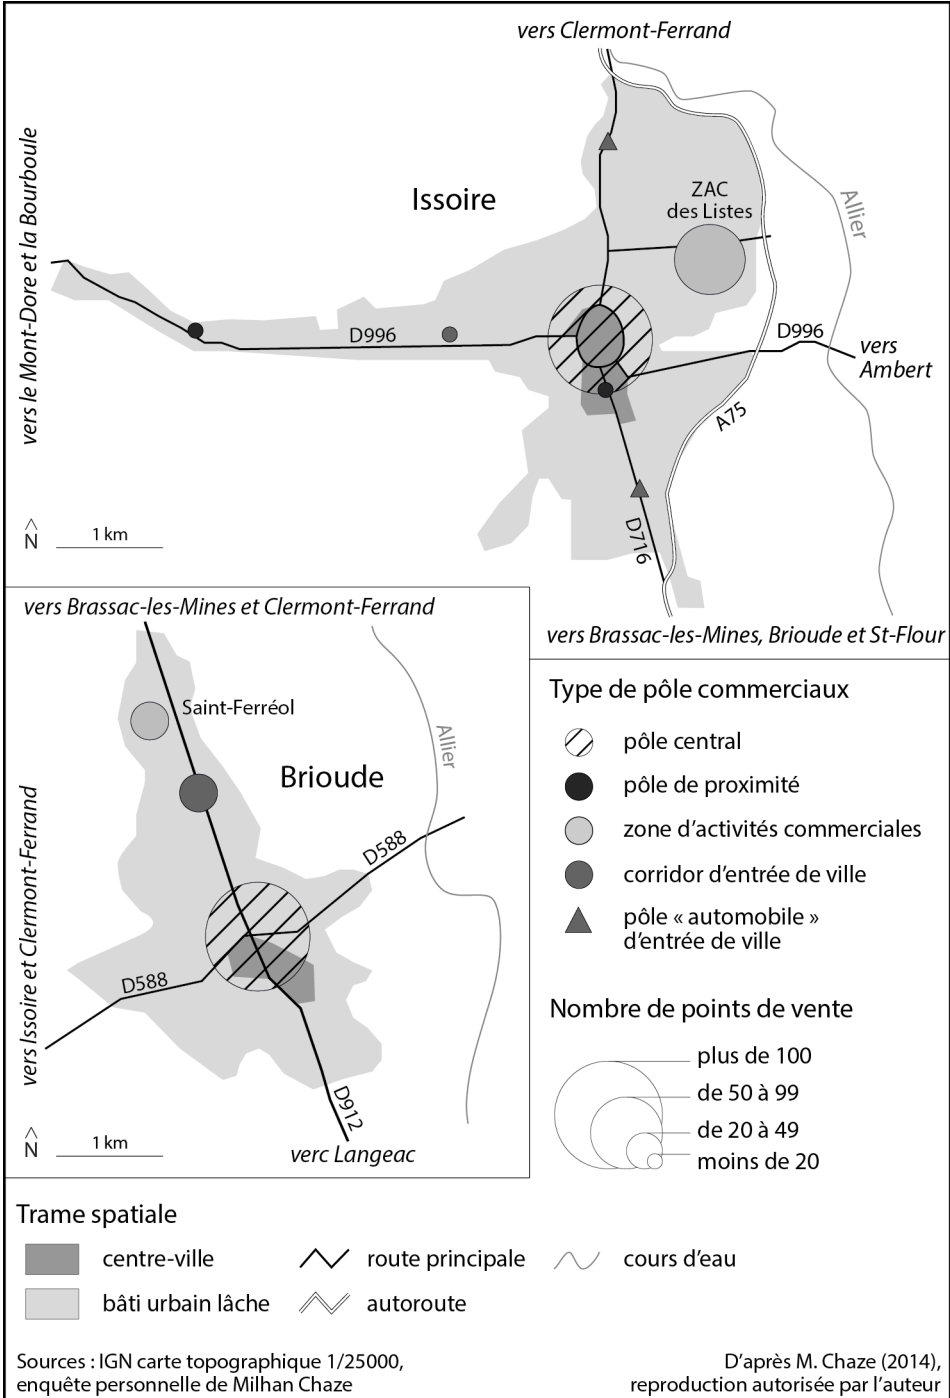 vers Clermont-Ferrand
vers le Mont-Dore et la Bourboule
Issoire
ZAC
des Listes
Allier
D996
D996
vers
Ambert
A75
N
1 km
D716
vers Brassac-les-Mines, Brioude et St-Flour
vers Brassac-les-Mines et Clermont-Ferrand
Saint-Ferréol
Allier
Brioude
vers Issoire et Clermont-Ferrand
D588
D588
D912
N
1 km
verc Langeac
Type de pôle commerciaux
pôle central
pôle de proximité
zone d'activités commerciales
corridor d'entrée de ville
pôle « automobile »
d'entrée de ville
Nombre de points de vente
plus de 100
de 50 à 99
de 20 à 49
moins de 20
Trame spatiale
centre-ville
route principale
cours d'eau
bâti urbain lâche
autoroute
Sources : IGN carte topographique 1/25000,
enquête personnelle de Milhan Chaze
D'après M. Chaze (2014),
reproduction autorisée par l'auteur